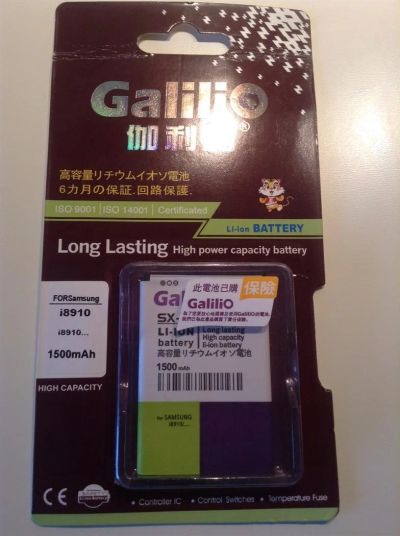 GaliliO
伽利®
高容量リチウムイオン電池
6カ月の保証.回路保護.
ISO 9001 ISO 14001 Certificated
Li-ion BATTERY
Long Lasting High power capacity battery
FORSamsung
i8910
i8910...
1500mAh
HIGH CAPACITY
此電池已購 保險
GaliliO
Gal
SX-
LI-ION
battery
Long lasting
High capacity
li-ion battery
高容量リチウムイオン電池
1500 mAh
for SAMSUNG
i8910/....
CE
• Controller IC • Control Switches • Temperature Fuse